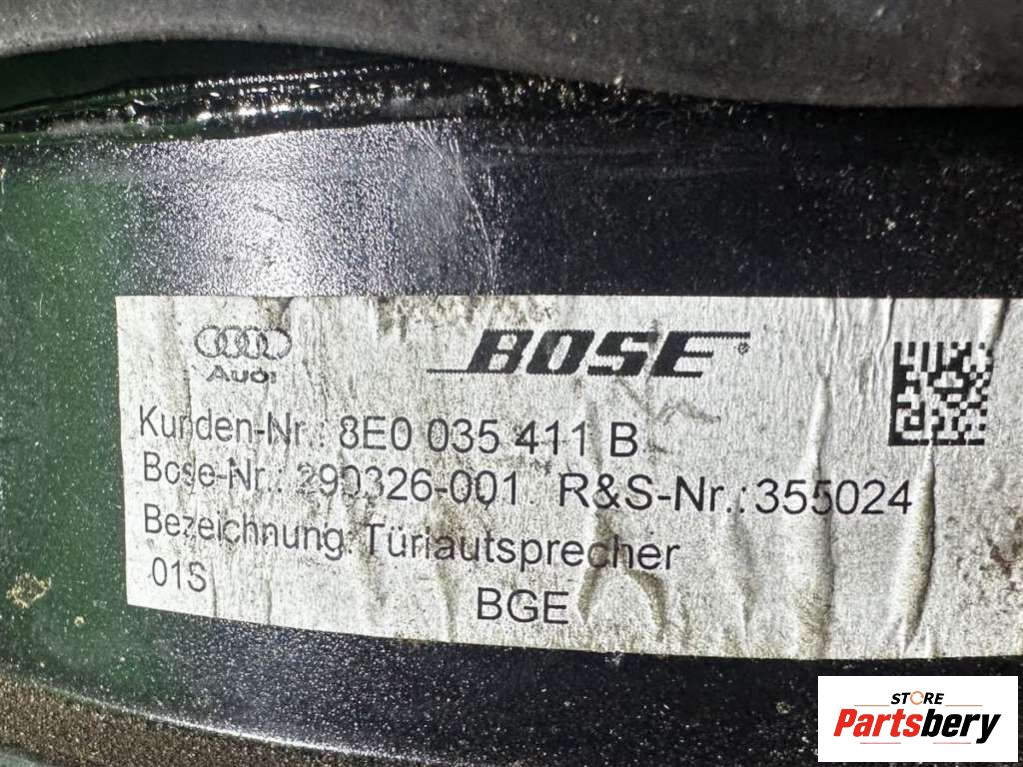 Audi
BOSE®
Kunden-Nr.: 8E0 035 411 B
Bose-Nr.: 290326-001 R&S-Nr.:355024
Bezeichnung: Türlautsprecher
01S
BGE
STORE
Partsbery